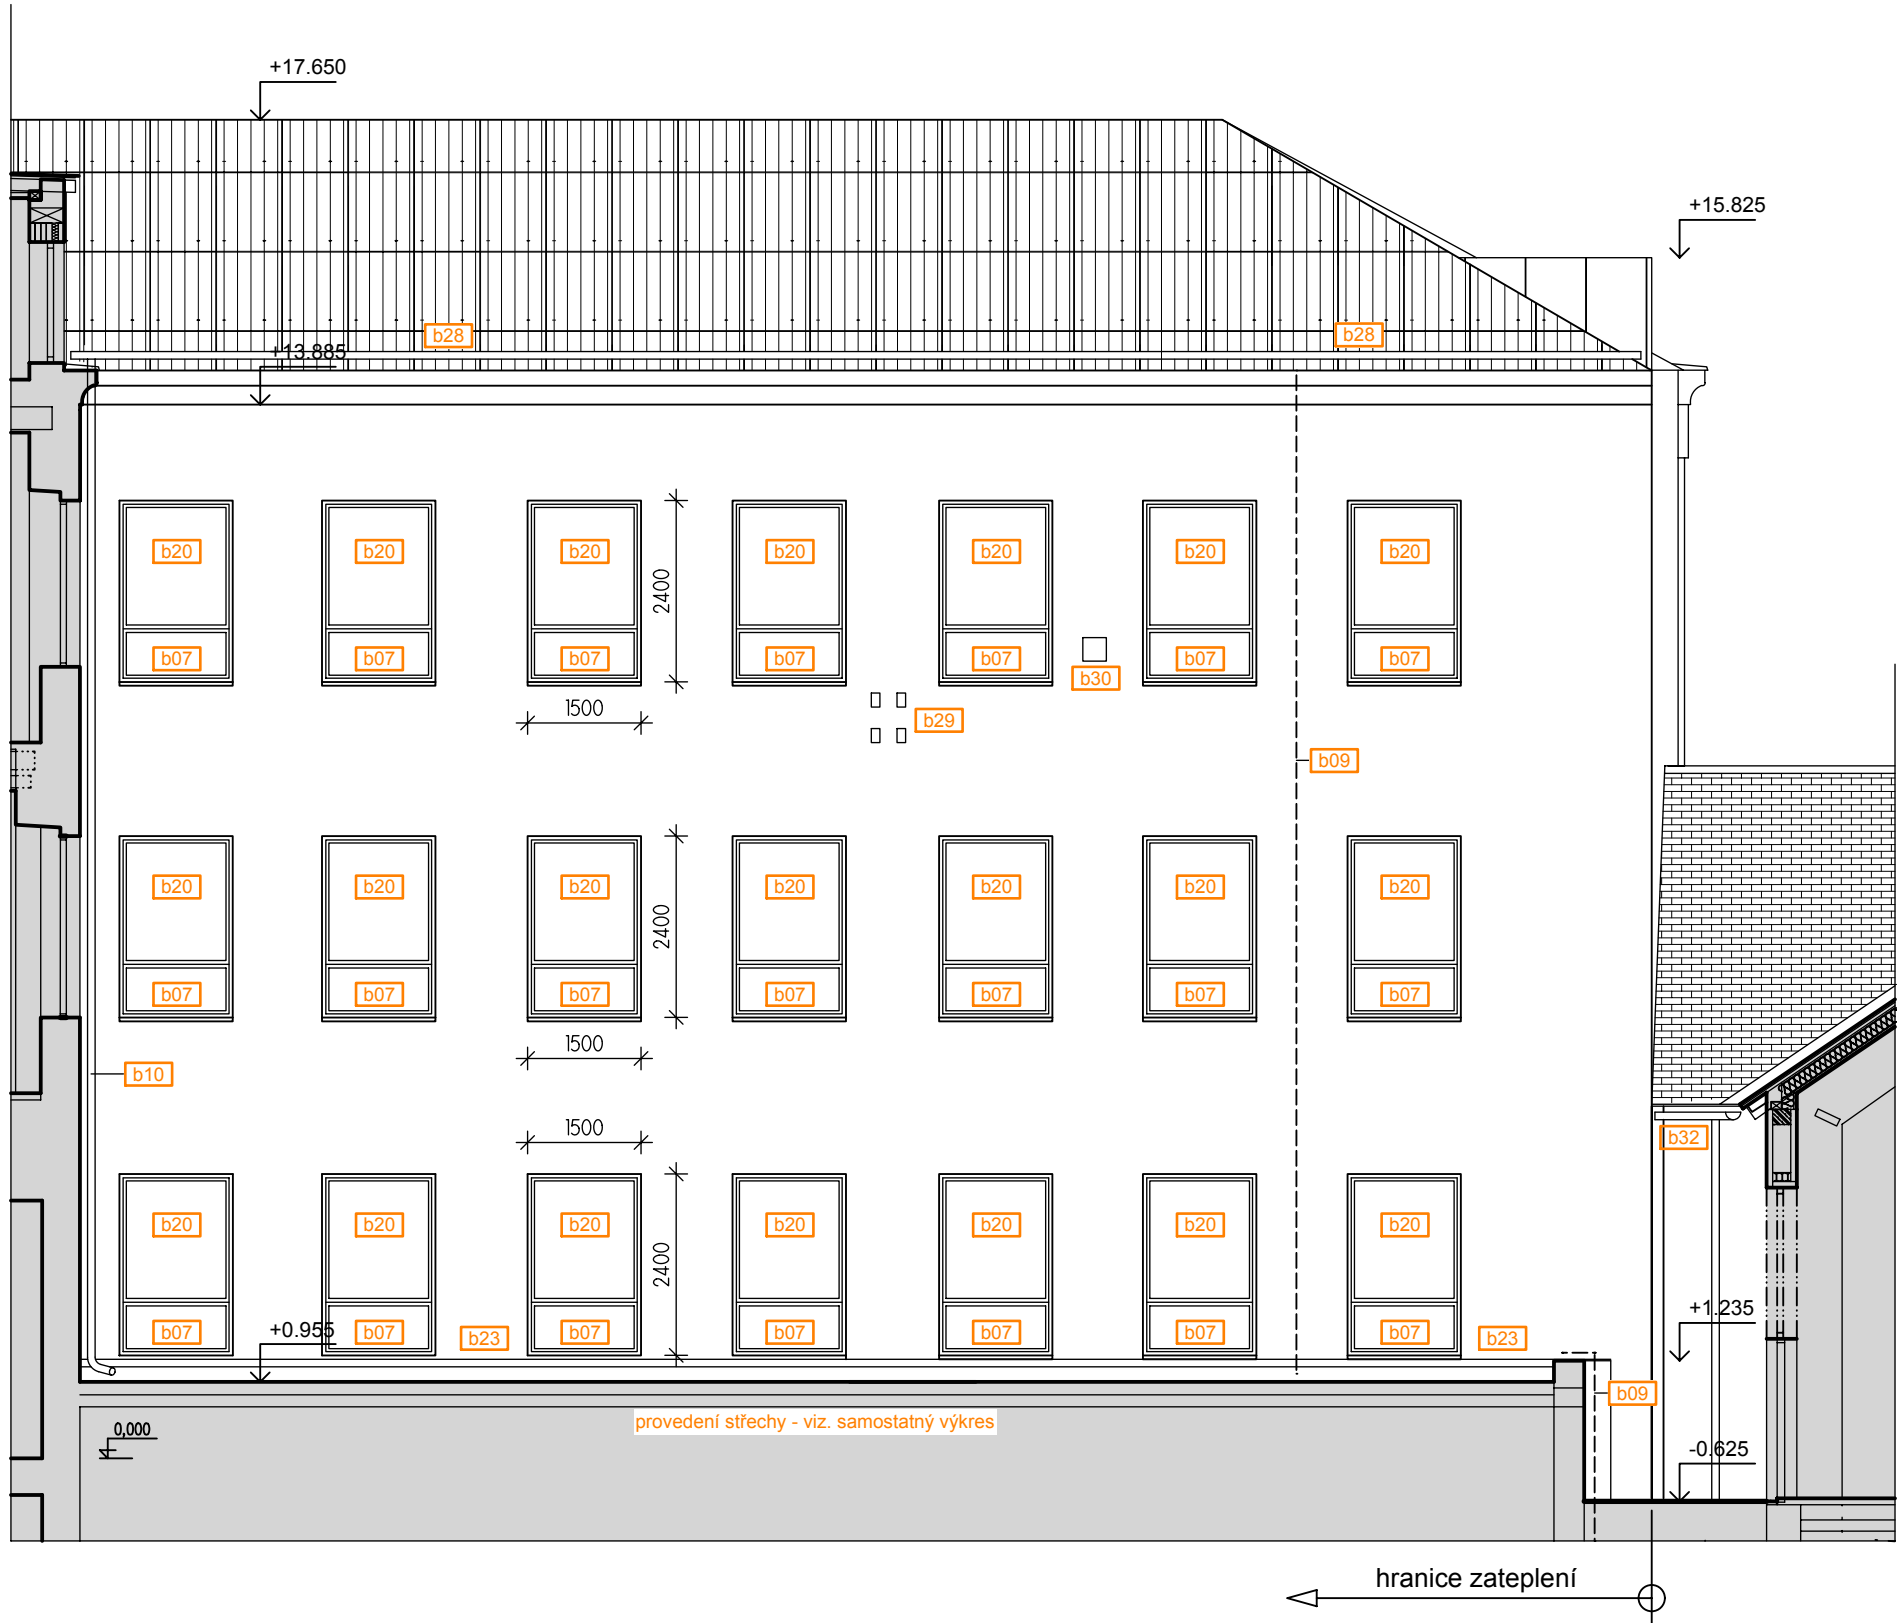 +17.650
+15.825
b28 b28
+13.885
b20 b20 b20 b20 b20 b20 b20
2400
b07 b07 b07 b07 b07 b07 b07
b30
1500
b29
b09
b20 b20 b20 b20 b20 b20 b20
2400
b07 b07 b07 b07 b07 b07 b07
1500
b10
1500
b32
b20 b20 b20 b20 b20 b20 b20
2400
+1.235
b07 +0.955 b07 b23 b07 b07 b07 b07 b07 b23
b09
provedení střechy - viz. samostatný výkres
0,000
-0.625
hranice zateplení